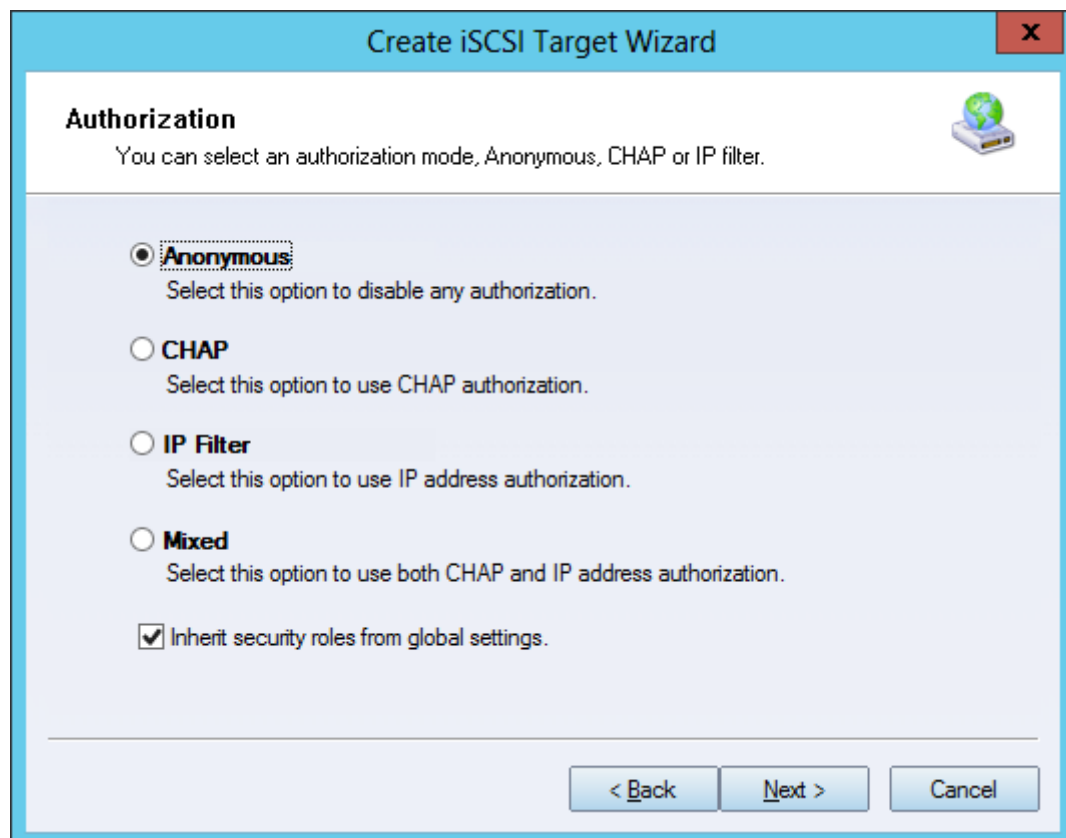 Create iSCSI Target Wizard
x
Authorization
You can select an authorization mode, Anonymous, CHAP or IP filter.
Anonymous
Select this option to disable any authorization.
CHAP
Select this option to use CHAP authorization.
IP Filter
Select this option to use IP address authorization.
Mixed
Select this option to use both CHAP and IP address authorization.
Inherit security roles from global settings.
< Back Next > Cancel